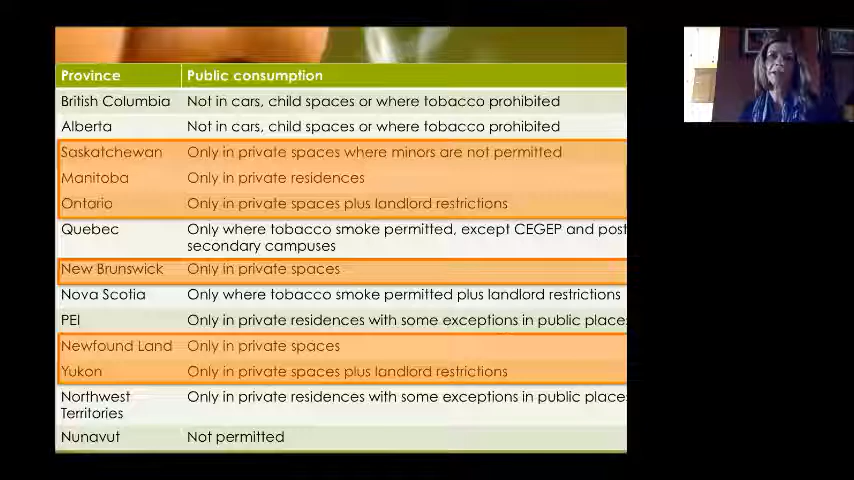 Province Public consumption
British Columbia Not in cars, child spaces or where tobacco prohibited
Alberta Not in cars, child spaces or where tobacco prohibited
Saskatchewan Only in private spaces where minors are not permitted
Manitoba Only in private residences
Ontario Only in private spaces plus landlord restrictions
Quebec Only where tobacco smoke permitted, except CEGEP and post
secondary campuses
New Brunswick Only in private spaces
Nova Scotia Only where tobacco smoke permitted plus landlord restrictions
PEI Only in private residences with some exceptions in public place
Newfound Land Only in private spaces
Yukon Only in private spaces plus landlord restrictions
Northwest Only in private residences with some exceptions in public place
Territories
Nunavut Not permitted